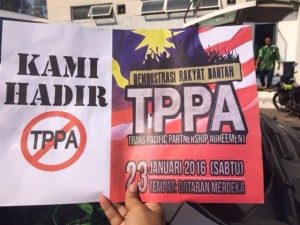 KAMI
HADIR
TPPA
DEMONSTRASI RAKYAT BANTAH
TPPA
TRANS PACIFIC PARTNERSHIP AGREEMENT
23 JANUARI 2016 (SABTU)
TEMPAT: DATARAN MERDEKA